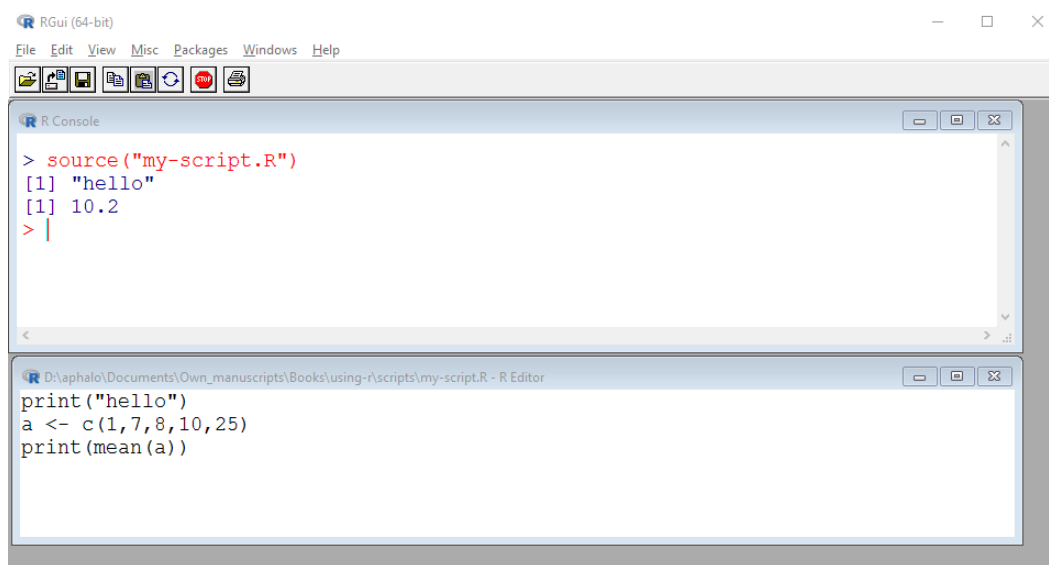 RGui (64-bit)
File Edit View Misc Packages Windows Help
STOP
R Console
> source("my-script.R")
[1] "hello"
[1] 10.2
>
D:\aphalo\Documents\Own_manuscripts\Books\using-r\scripts\my-script.R - R Editor
print("hello")
a <- c(1,7,8,10,25)
print(mean(a))